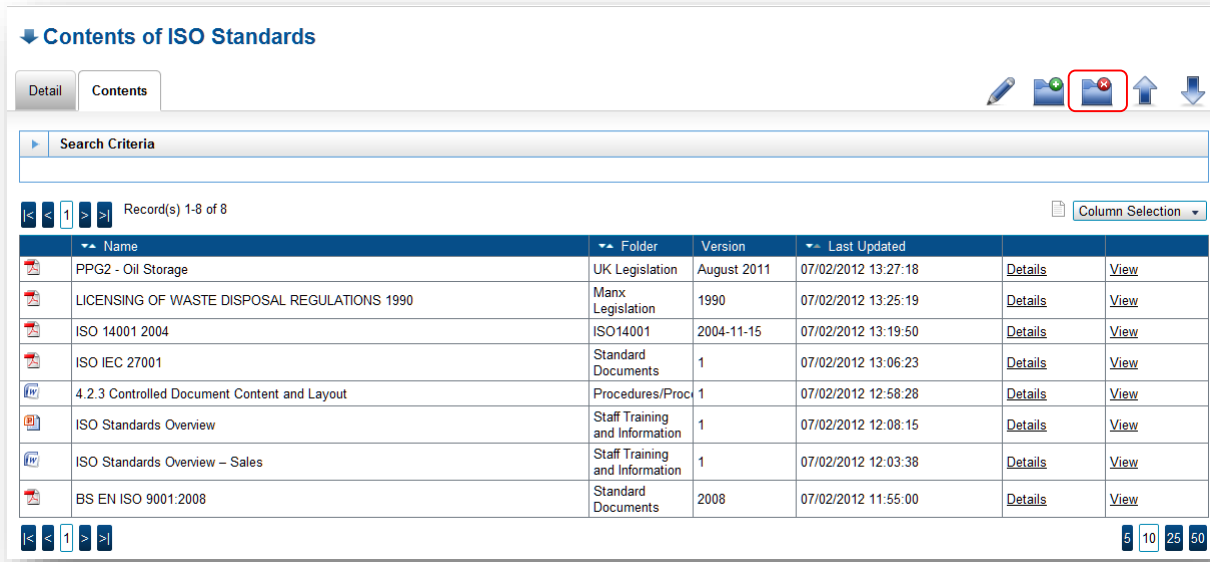 Contents of ISO Standards
Detail
Contents
Search Criteria
|< < 1 > >| Record(s) 1-8 of 8
Column Selection
Name Folder Version Last Updated
PPG2 - Oil Storage UK Legislation August 2011 07/02/2012 13:27:18 Details View
LICENSING OF WASTE DISPOSAL REGULATIONS 1990 Manx Legislation 1990 07/02/2012 13:25:19 Details View
ISO 14001 2004 ISO14001 2004-11-15 07/02/2012 13:19:50 Details View
ISO IEC 27001 Standard Documents 1 07/02/2012 13:06:23 Details View
4.2.3 Controlled Document Content and Layout Procedures/Proc 1 07/02/2012 12:58:28 Details View
ISO Standards Overview Staff Training and Information 1 07/02/2012 12:08:15 Details View
ISO Standards Overview – Sales Staff Training and Information 1 07/02/2012 12:03:38 Details View
BS EN ISO 9001:2008 Standard Documents 2008 07/02/2012 11:55:00 Details View
|< < 1 > >|
5 10 25 50